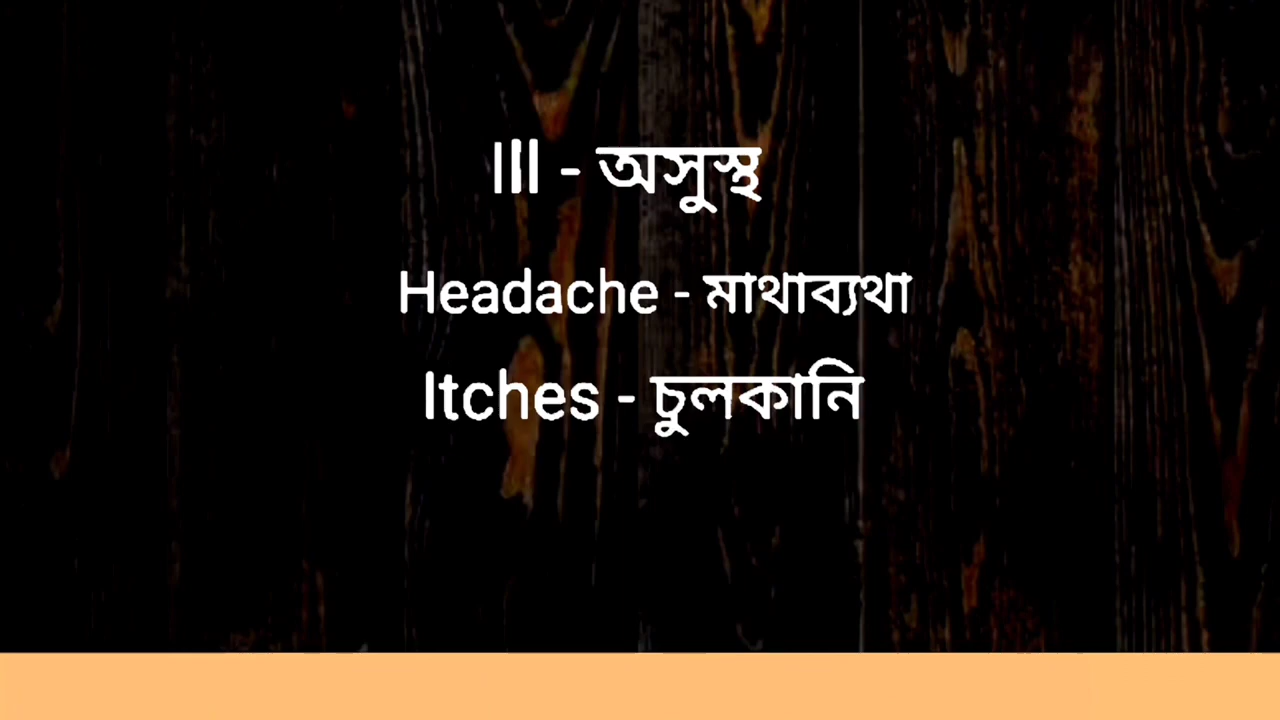 Ill - অসুস্থ
Headache - মাথাব্যথা
Itches - চুলকানি